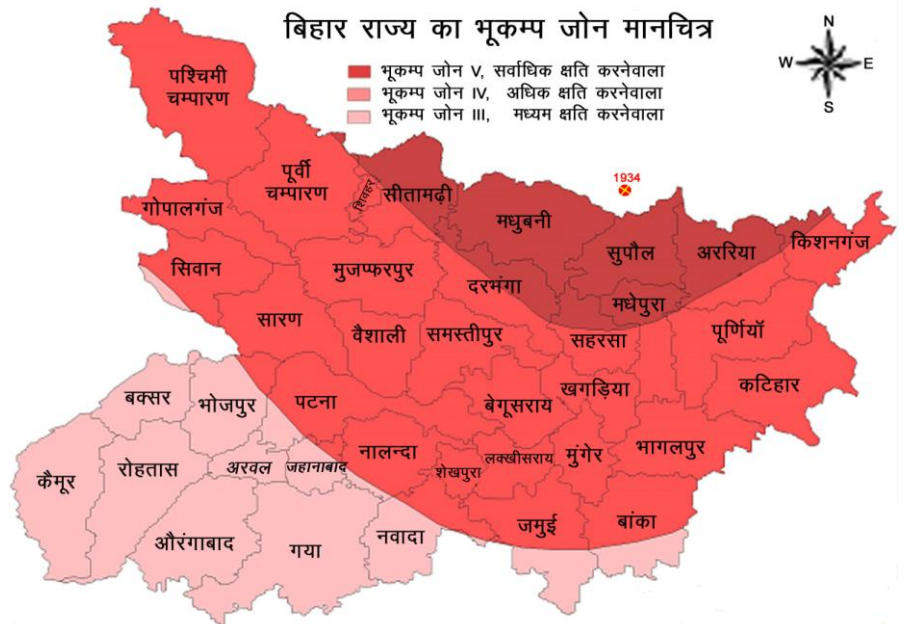 बिहार राज्य का भूकम्प जोन मानचित्र
भूकम्प जोन V, सर्वाधिक क्षति करनेवाला
भूकम्प जोन IV, अधिक क्षति करनेवाला
भूकम्प जोन III, मध्यम क्षति करनेवाला
N
W E
S
पश्चिमी
चम्पारण
पूर्वी
चम्पारण
शिवहर
सीतामढ़ी
1934
गोपालगंज
मधुबनी
सुपौल
अररिया
किशनगंज
सिवान
मुजफ्फरपुर
दरभंगा
मधेपुरा
सारण
वैशाली
समस्तीपुर
सहरसा
पूर्णियॉ
बक्सर
भोजपुर
पटना
बेगूसराय
खगड़िया
कटिहार
कैमूर
रोहतास
अरवल
जहानाबाद
नालन्दा
शेखपुरा
लक्खीसराय
मुंगेर
भागलपुर
औरंगाबाद
गया
नवादा
जमुई
बांका